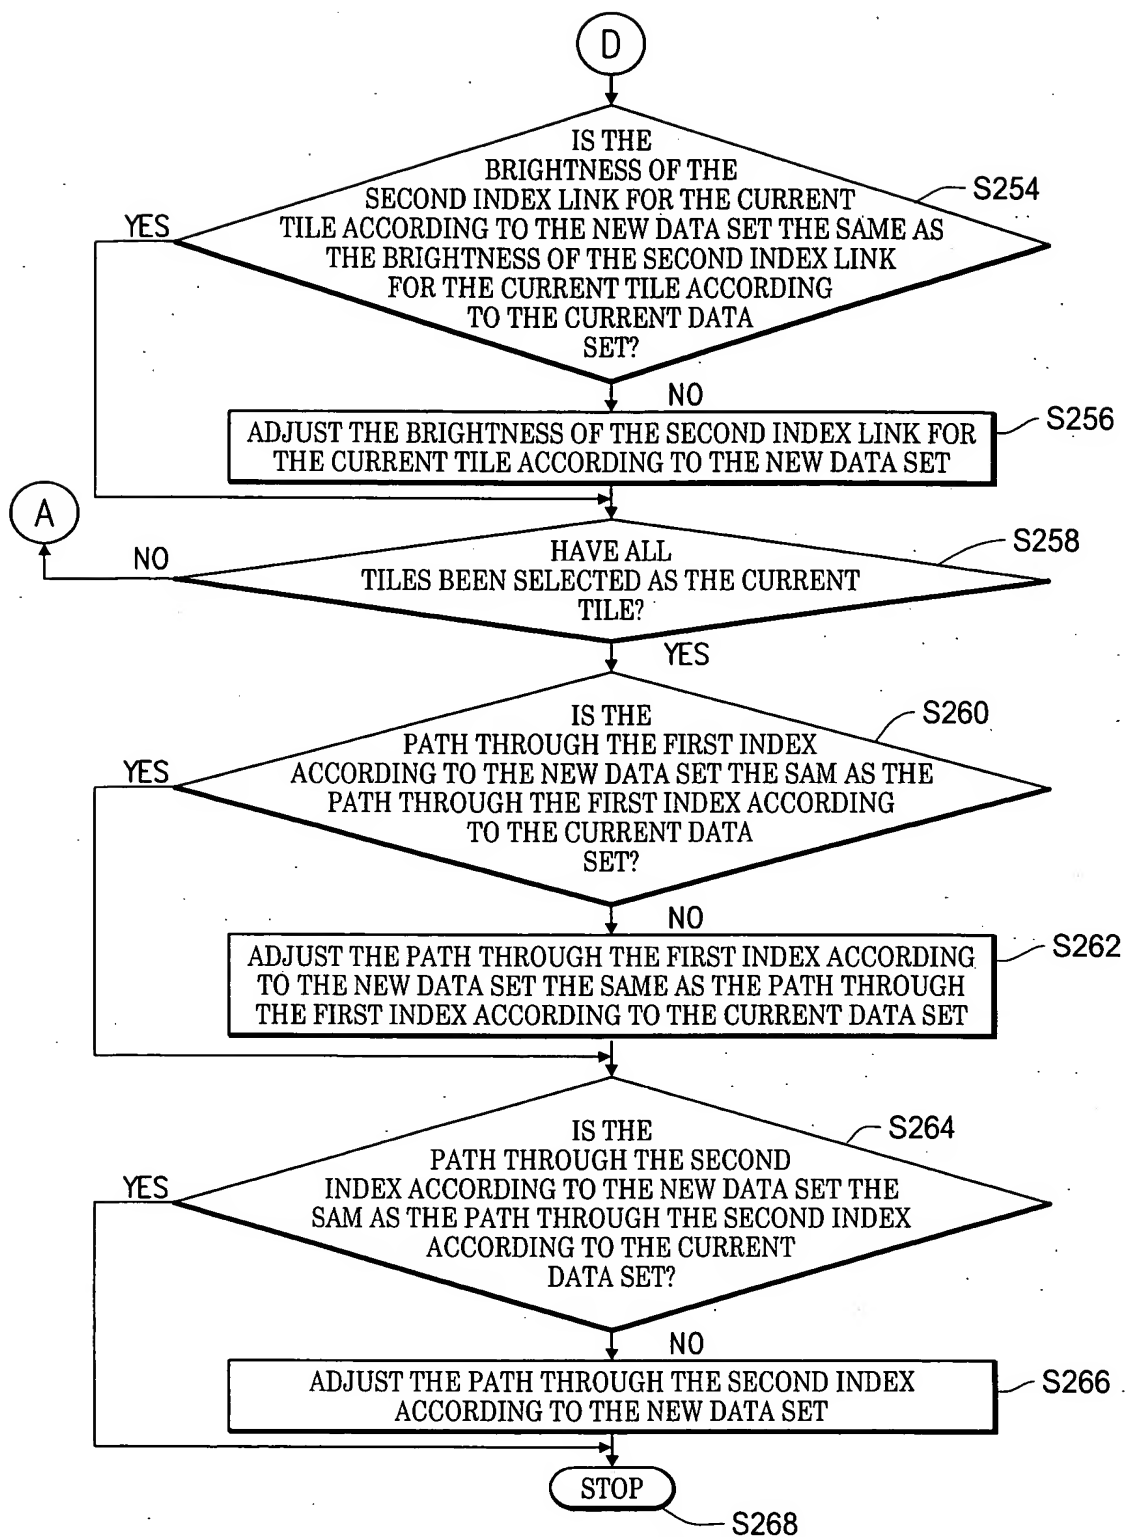 D
IS THE
BRIGHTNESS OF THE
SECOND INDEX LINK FOR THE CURRENT
TILE ACCORDING TO THE NEW DATA SET THE SAME AS
THE BRIGHTNESS OF THE SECOND INDEX LINK
FOR THE CURRENT TILE ACCORDING
TO THE CURRENT DATA
SET?
S254
YES
NO
ADJUST THE BRIGHTNESS OF THE SECOND INDEX LINK FOR
THE CURRENT TILE ACCORDING TO THE NEW DATA SET
S256
A
NO
HAVE ALL
TILES BEEN SELECTED AS THE CURRENT
TILE?
S258
YES
IS THE
PATH THROUGH THE FIRST INDEX
ACCORDING TO THE NEW DATA SET THE SAM AS THE
PATH THROUGH THE FIRST INDEX ACCORDING
TO THE CURRENT DATA
SET?
S260
YES
NO
ADJUST THE PATH THROUGH THE FIRST INDEX ACCORDING
TO THE NEW DATA SET THE SAME AS THE PATH THROUGH
THE FIRST INDEX ACCORDING TO THE CURRENT DATA SET
S262
IS THE
PATH THROUGH THE SECOND
INDEX ACCORDING TO THE NEW DATA SET THE
SAM AS THE PATH THROUGH THE SECOND INDEX
ACCORDING TO THE CURRENT
DATA SET?
S264
YES
NO
ADJUST THE PATH THROUGH THE SECOND INDEX
ACCORDING TO THE NEW DATA SET
S266
STOP
S268